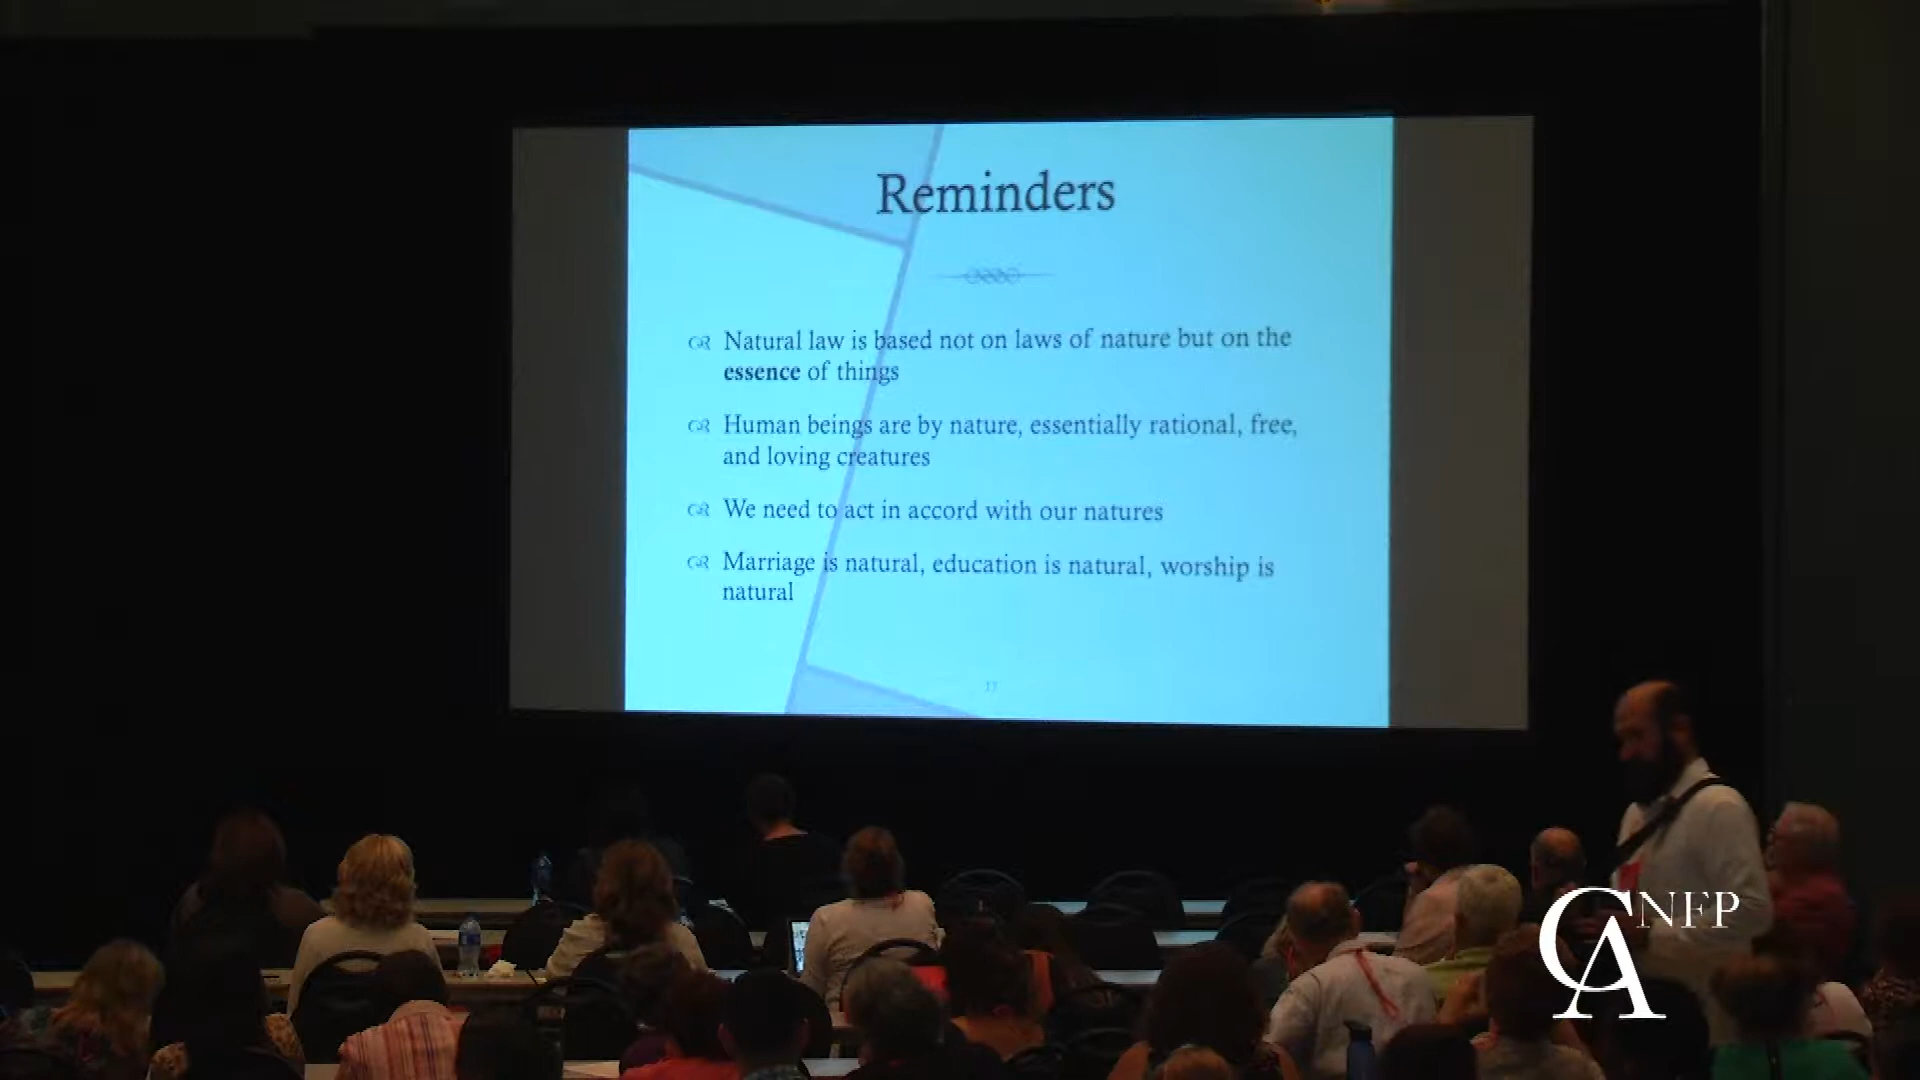 Reminders
Natural law is based not on laws of nature but on the
essence of things
Human beings are by nature, essentially rational, free,
and loving creatures
We need to act in accord with our natures
Marriage is natural, education is natural, worship is
natural
17
CA NFP